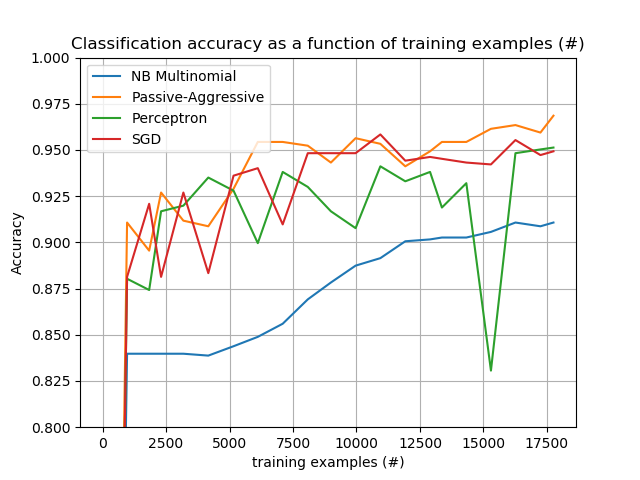 Classification accuracy as a function of training examples (#)
1.000
0.975
0.950
0.925
0.900
0.875
0.850
0.825
0.800
Accuracy
NB Multinomial
Passive-Aggressive
Perceptron
SGD
0 2500 5000 7500 10000 12500 15000 17500
training examples (#)